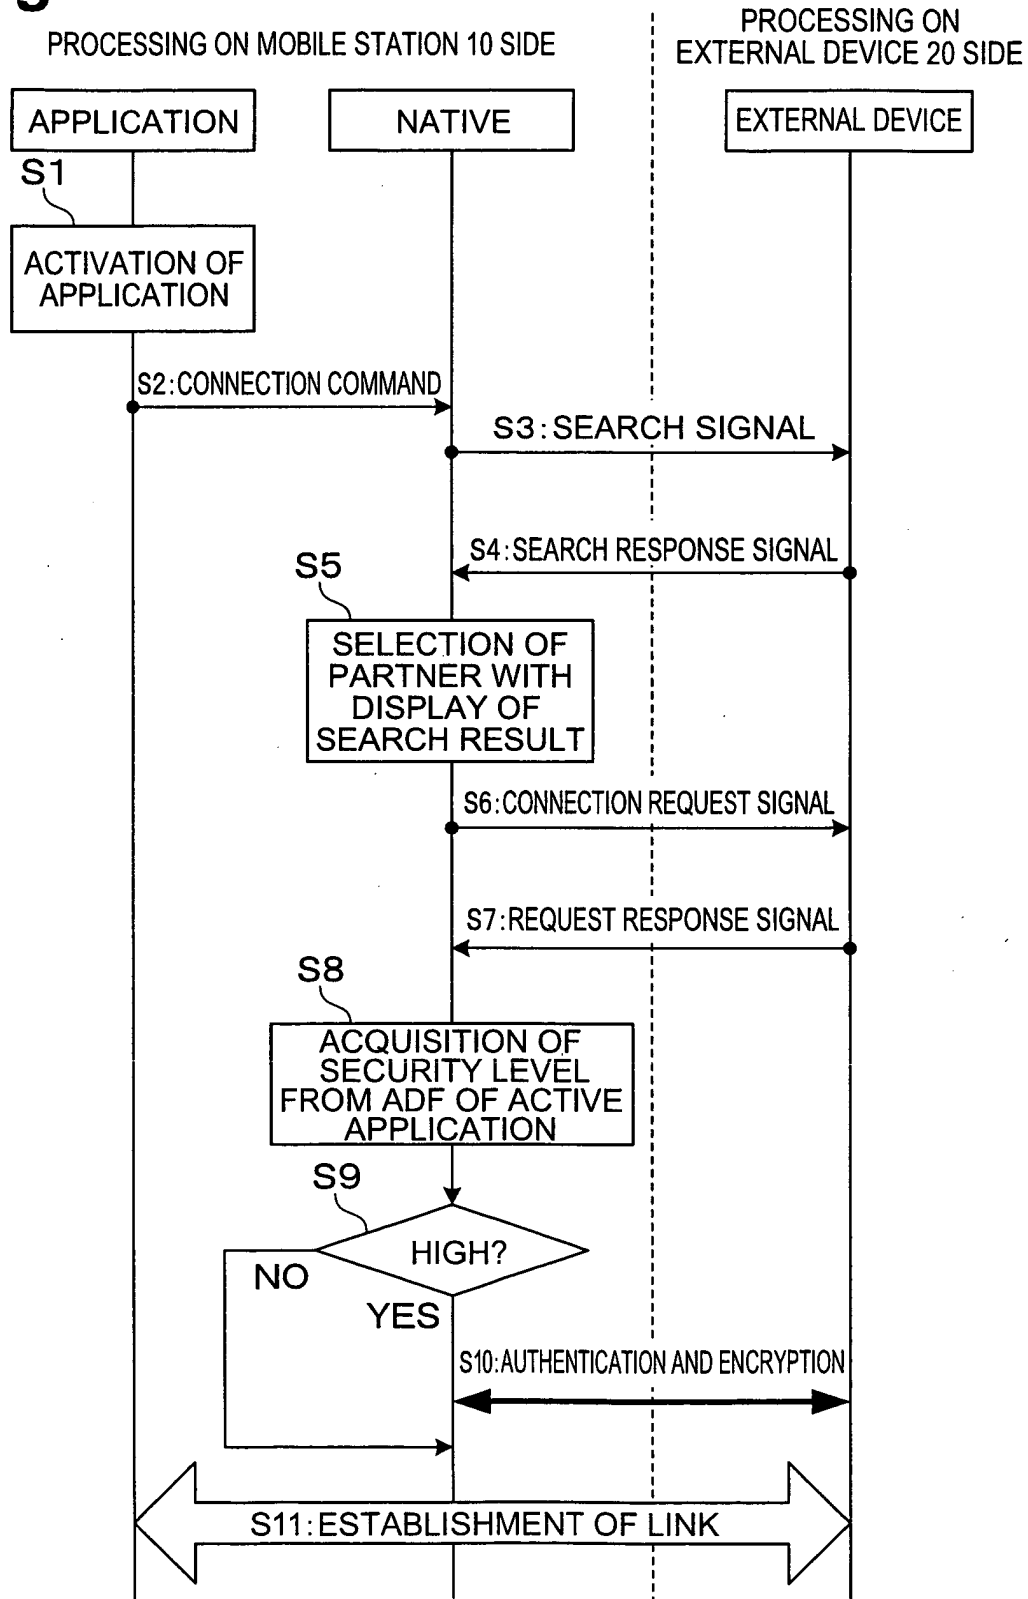 PROCESSING ON MOBILE STATION 10 SIDE
PROCESSING ON
EXTERNAL DEVICE 20 SIDE
APPLICATION
NATIVE
EXTERNAL DEVICE
S1
ACTIVATION OF
APPLICATION
S2:CONNECTION COMMAND
S3:SEARCH SIGNAL
S4:SEARCH RESPONSE SIGNAL
S5
SELECTION OF
PARTNER WITH
DISPLAY OF
SEARCH RESULT
S6:CONNECTION REQUEST SIGNAL
S7:REQUEST RESPONSE SIGNAL
S8
ACQUISITION OF
SECURITY LEVEL
FROM ADF OF ACTIVE
APPLICATION
S9
HIGH?
NO
YES
S10:AUTHENTICATION AND ENCRYPTION
S11:ESTABLISHMENT OF LINK